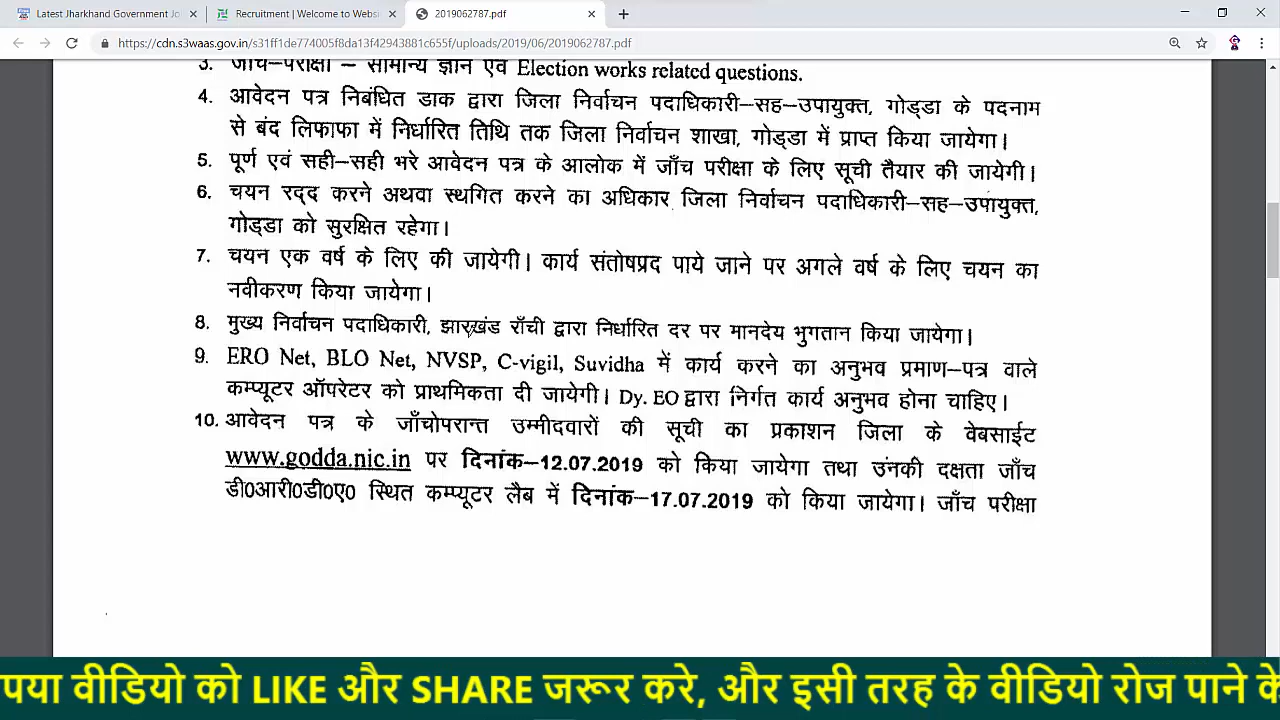 Latest Jharkhand Government Jo
Recruitment | Welcome to Websi
2019062787.pdf
https://cdn.s3waas.gov.in/s31ff1de774005f8da13f42943881c655f/uploads/2019/06/2019062787.pdf
3. जाँच–परीक्षा – सामान्य ज्ञान एवं Election works related questions.
4. आवेदन पत्र निबंधित डाक द्वारा जिला निर्वाचन पदाधिकारी–सह–उपायुक्त, गोड्डा के पदनाम
से बंद लिफाफा में निर्धारित तिथि तक जिला निर्वाचन शाखा, गोड्डा में प्राप्त किया जायेगा।
5. पूर्ण एवं सही–सही भरे आवेदन पत्र के आलोक में जाँच परीक्षा के लिए सूची तैयार की जायेगी।
6. चयन रद्द करने अथवा स्थगित करने का अधिकार जिला निर्वाचन पदाधिकारी–सह–उपायुक्त,
गोड्डा को सुरक्षित रहेगा।
7. चयन एक वर्ष के लिए की जायेगी। कार्य संतोषप्रद पाये जाने पर अगले वर्ष के लिए चयन का
नवीकरण किया जायेगा।
8. मुख्य निर्वाचन पदाधिकारी, झारखंड राँची द्वारा निर्धारित दर पर मानदेय भुगतान किया जायेगा।
9. ERO Net, BLO Net, NVSP, C-vigil, Suvidha में कार्य करने का अनुभव प्रमाण–पत्र वाले
कम्प्यूटर ऑपरेटर को प्राथमिकता दी जायेगी। Dy. EO द्वारा निर्गत कार्य अनुभव होना चाहिए।
10. आवेदन पत्र के जाँचोपरान्त उम्मीदवारों की सूची का प्रकाशन जिला के वेबसाईट
www.godda.nic.in पर दिनांक–12.07.2019 को किया जायेगा तथा उनकी दक्षता जाँच
डी0आरी0डी0ए0 स्थित कम्प्यूटर लैब में दिनांक–17.07.2019 को किया जायेगा। जाँच परीक्षा
पया वीडियो को LIKE और SHARE जरूर करे, और इसी तरह के वीडियो रोज पाने के